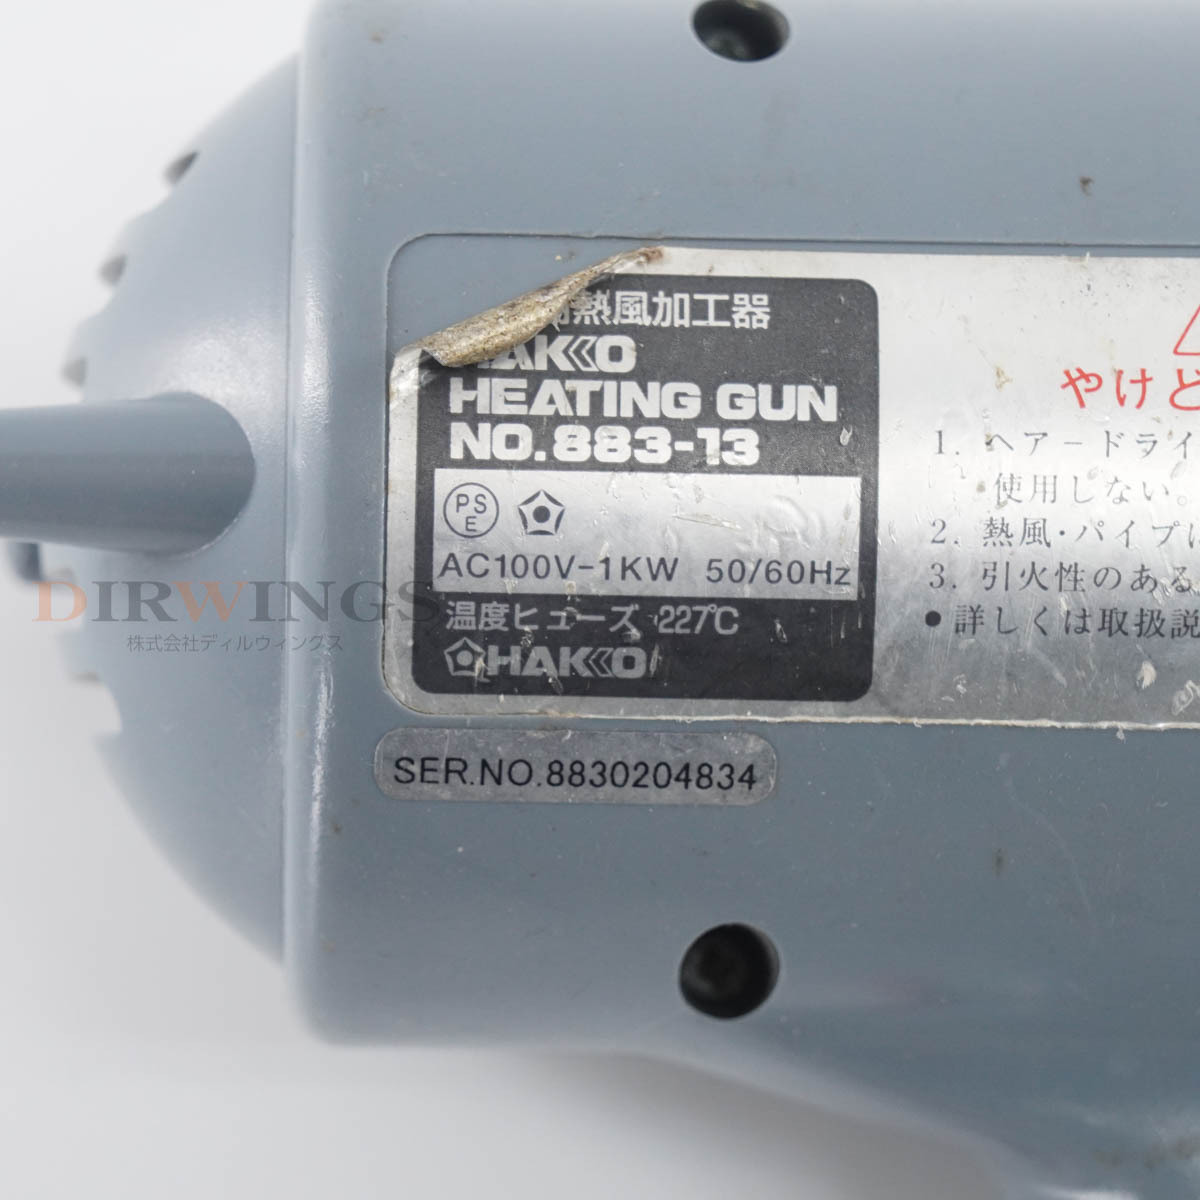 熱風加工器
HAKKO
HEATING GUN
NO.883-13
PSE
AC100V-1KW 50/60Hz
温度ヒューズ 227℃
HAKKO
SER.NO.8830204834
やけど
1. ヘアードライ
使用しない。
2. 熱風・パイプに
3. 引火性のある
●詳しくは取扱説
DIRWINGS
株式会社ディルウィングス